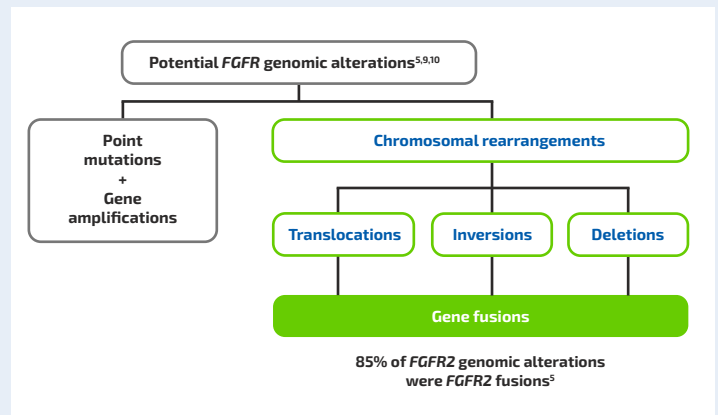 Potential FGFR genomic alterations5,9,10
Point
mutations
+
Gene
amplifications
Chromosomal rearrangements
Translocations
Inversions
Deletions
Gene fusions
85% of FGFR2 genomic alterations
were FGFR2 fusions5